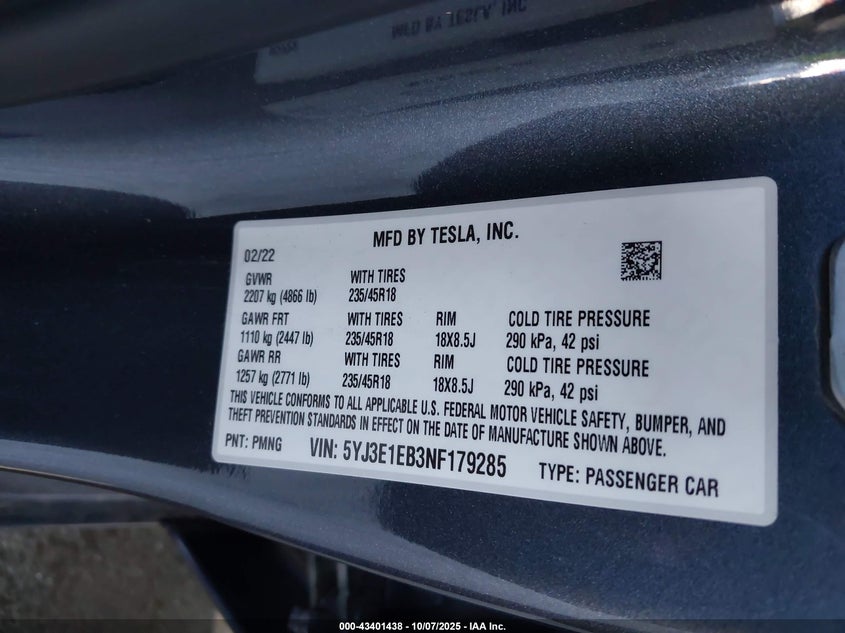 MFD BY TESLA, INC
MFD BY TESLA, INC.
02/22
GVWR WITH TIRES
2207 kg (4866 lb) 235/45R18
GAWR FRT WITH TIRES RIM COLD TIRE PRESSURE
1110 kg (2447 lb) 235/45R18 18X8.5J 290 kPa, 42 psi
GAWR RR WITH TIRES RIM COLD TIRE PRESSURE
1257 kg (2771 lb) 235/45R18 18X8.5J 290 kPa, 42 psi
THIS VEHICLE CONFORMS TO ALL APPLICABLE U.S. FEDERAL MOTOR VEHICLE SAFETY, BUMPER, AND
THEFT PREVENTION STANDARDS IN EFFECT ON THE DATE OF MANUFACTURE SHOWN ABOVE.
PNT: PMNG VIN: 5YJ3E1EB3NF179285 TYPE: PASSENGER CAR
000-43401438 - 10/07/2025 - IAA Inc.